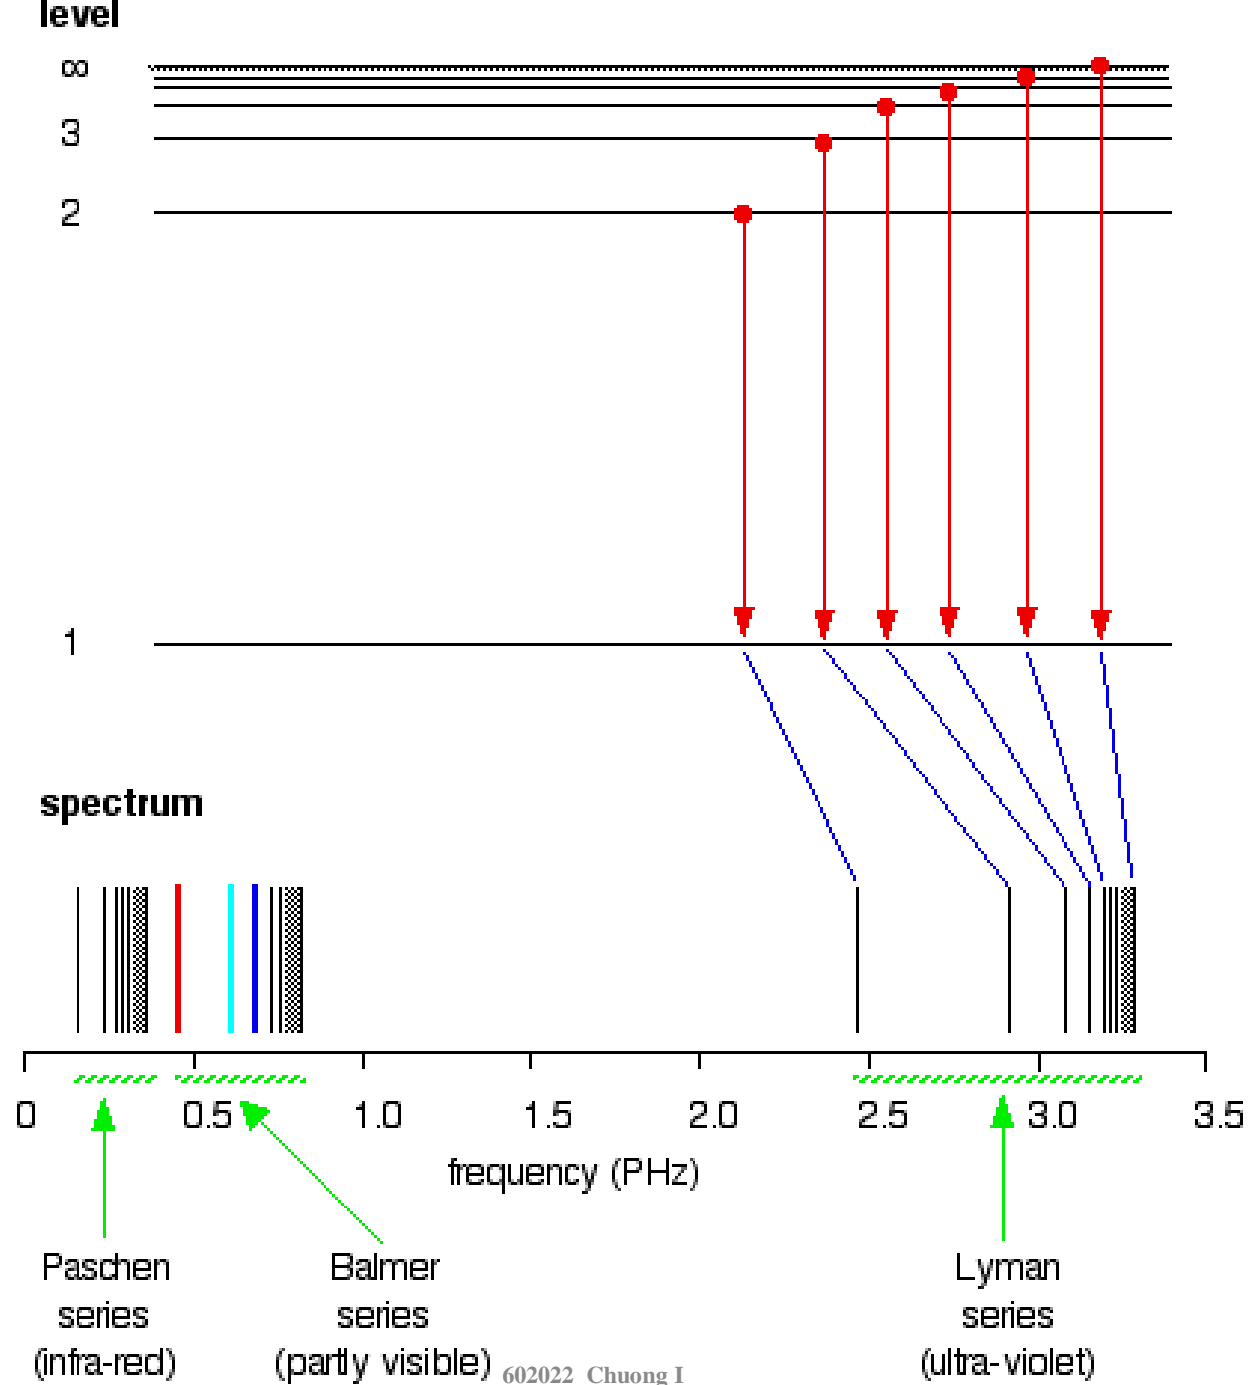 level
∞
3
2
1
spectrum
0 0.5 1.0 1.5 2.0 2.5 3.0 3.5
frequency (PHz)
Paschen
series
(infra-red)
Balmer
series
(partly visible)
Lyman
series
(ultra-violet)
602022 Chuong I